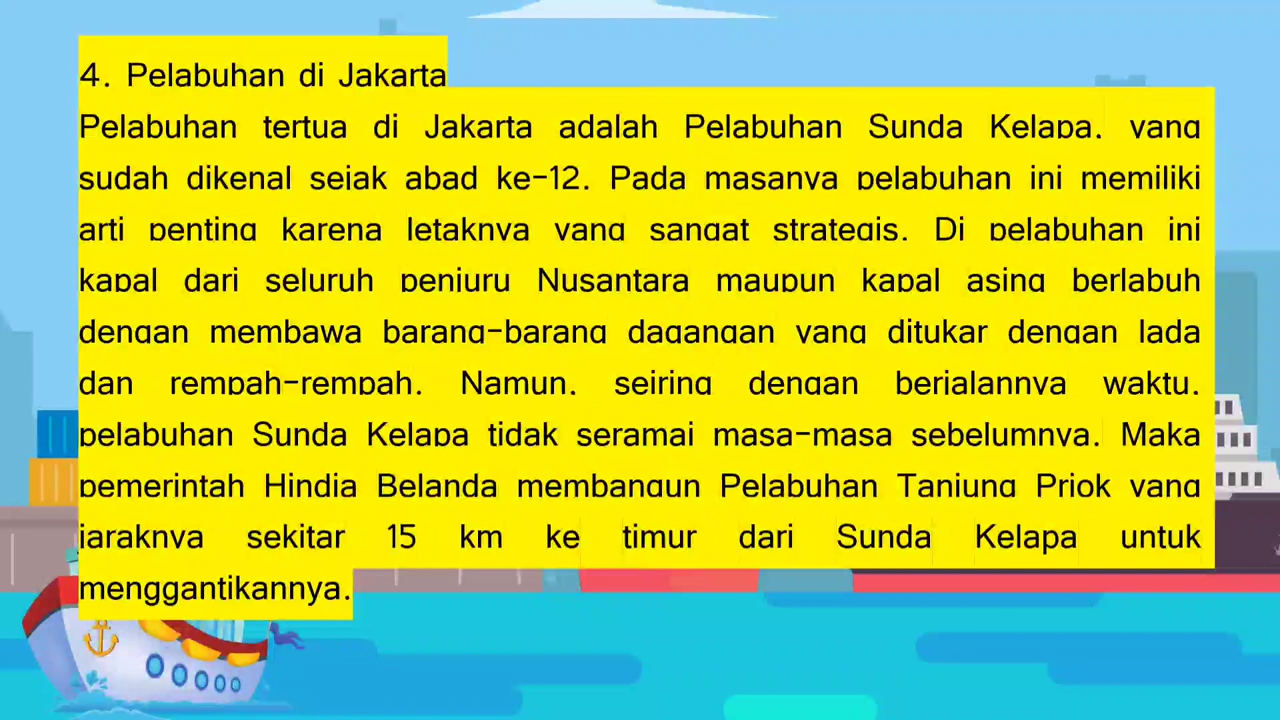 4. Pelabuhan di Jakarta
Pelabuhan tertua di Jakarta adalah Pelabuhan Sunda Kelapa, yang
sudah dikenal sejak abad ke-12. Pada masanya pelabuhan ini memiliki
arti penting karena letaknya yang sangat strategis. Di pelabuhan ini
kapal dari seluruh penjuru Nusantara maupun kapal asing berlabuh
dengan membawa barang-barang dagangan yang ditukar dengan lada
dan rempah-rempah. Namun, seiring dengan berjalannya waktu,
pelabuhan Sunda Kelapa tidak seramai masa-masa sebelumnya. Maka
pemerintah Hindia Belanda membangun Pelabuhan Tanjung Priok yang
jaraknya sekitar 15 km ke timur dari Sunda Kelapa untuk
menggantikannya.